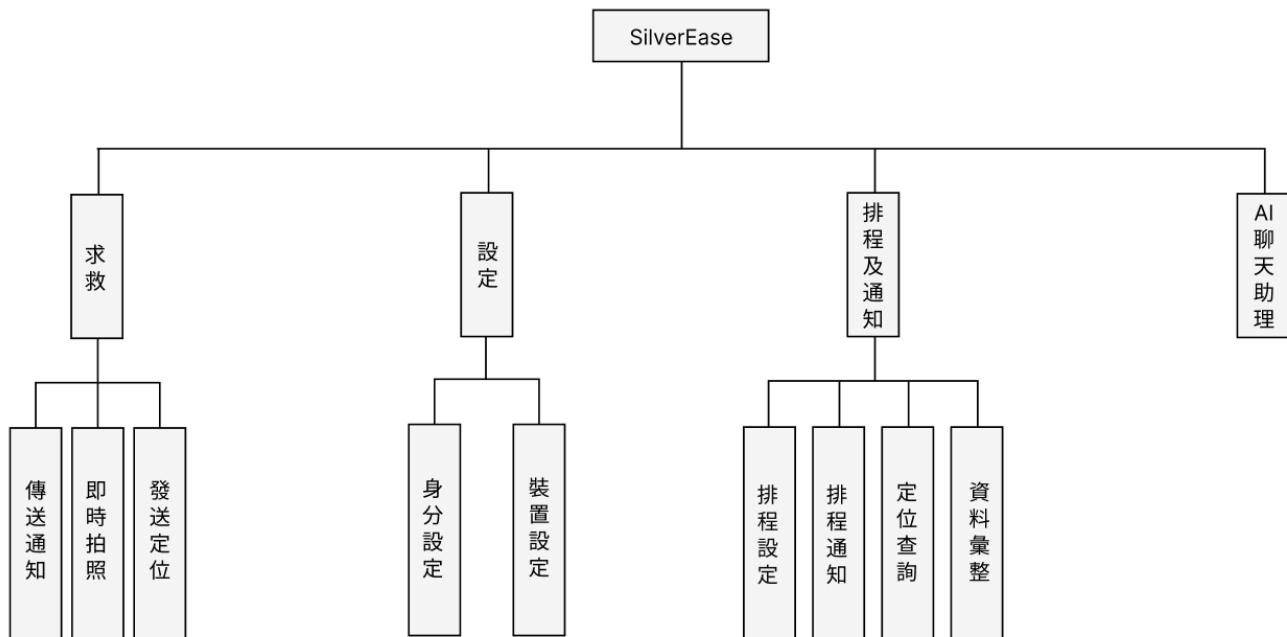 SilverEase
求救
設定
排程及通知
AI聊天助理
傳送通知
即時拍照
發送定位
身分設定
裝置設定
排程設定
排程通知
定位查詢
資料彙整